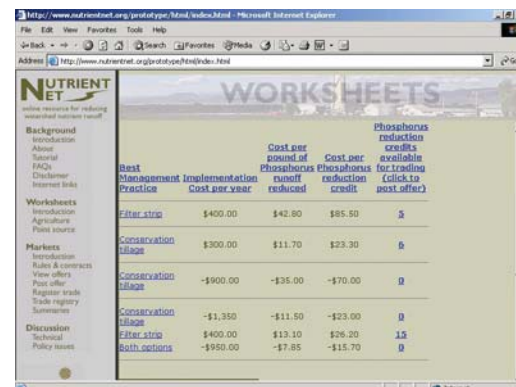 http://www.nutrientnet.org/prototype/html/index.html - Microsoft Internet Explorer
File Edit View Favorites Tools Help
Back Search Favorites Media
Address http://www.nutrientnet.org/prototype/html/index.html Go
NUTRIENT
NET
online resource for reducing
watershed nutrient runoff
Background
Introduction
About
Tutorial
FAQs
Disclaimer
Internet links
Worksheets
Introduction
Agriculture
Point source
Markets
Introduction
Rules & contracts
View offers
Post offer
Register trade
Trade registry
Summaries
Discussion
Technical
Policy issues
WORKSHEETS
Best
Management
Practice
Implementation
Cost per year
Cost per
pound of
Phosphorus
runoff
reduced
Cost per
Phosphorus
reduction
credit
Phosphorus
reduction
credits
available
for trading
(click to
post offer)
Filter strip $400.00 $42.80 $85.50 5
Conservation
tillage $300.00 $11.70 $23.30 6
Conservation
tillage -$900.00 -$35.00 -$70.00 0
Conservation
tillage -$1,350 -$11.50 -$23.00 0
Filter strip $400.00 $13.10 $26.20 15
Both options -$950.00 -$7.85 -$15.70 0